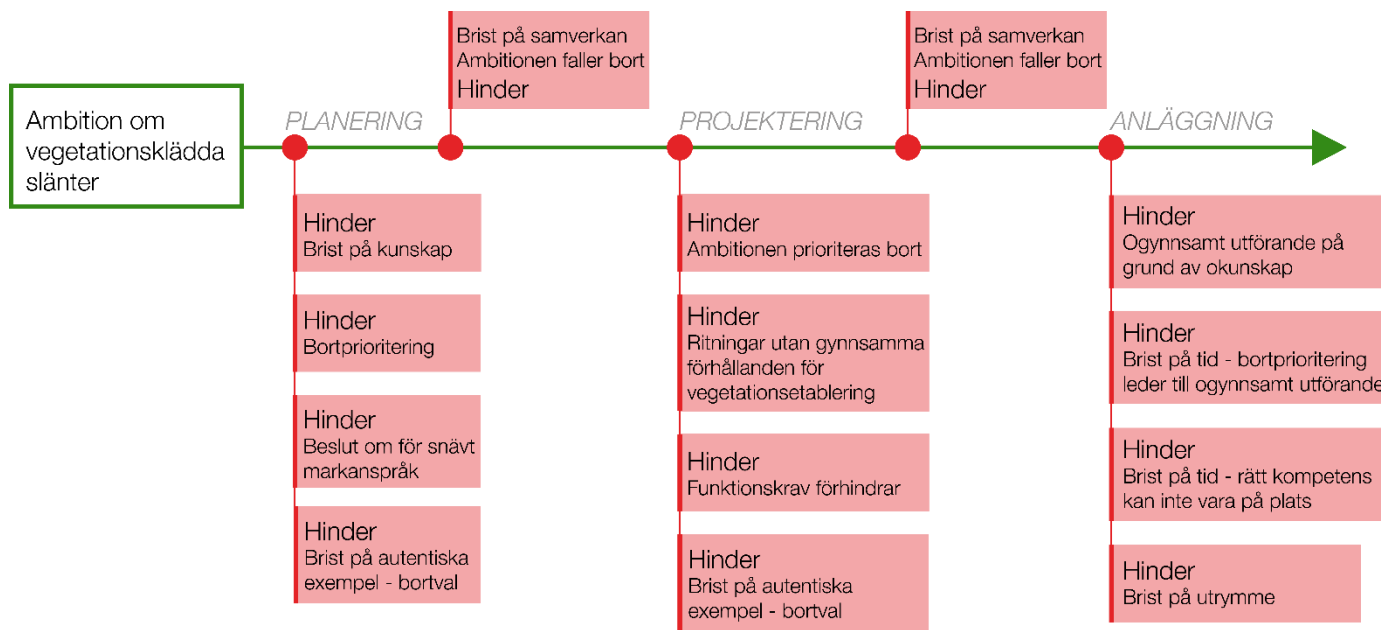 Ambition om
vegetationsklädda
slänter
PLANERING
Brist på samverkan
Ambitionen faller bort
Hinder
PROJEKTERING
Brist på samverkan
Ambitionen faller bort
Hinder
ANLÄGGNING
Hinder
Brist på kunskap
Hinder
Bortprioritering
Hinder
Beslut om för snävt
markanspråk
Hinder
Brist på autentiska
exempel - bortval
Hinder
Ambitionen prioriteras bort
Hinder
Ritningar utan gynnsamma
förhållanden för
vegetationsetablering
Hinder
Funktionskrav förhindrar
Hinder
Brist på autentiska
exempel - bortval
Hinder
Ogynnsamt utförande på
grund av okunskap
Hinder
Brist på tid - bortprioritering
leder till ogynnsamt utförande
Hinder
Brist på tid - rätt kompetens
kan inte vara på plats
Hinder
Brist på utrymme